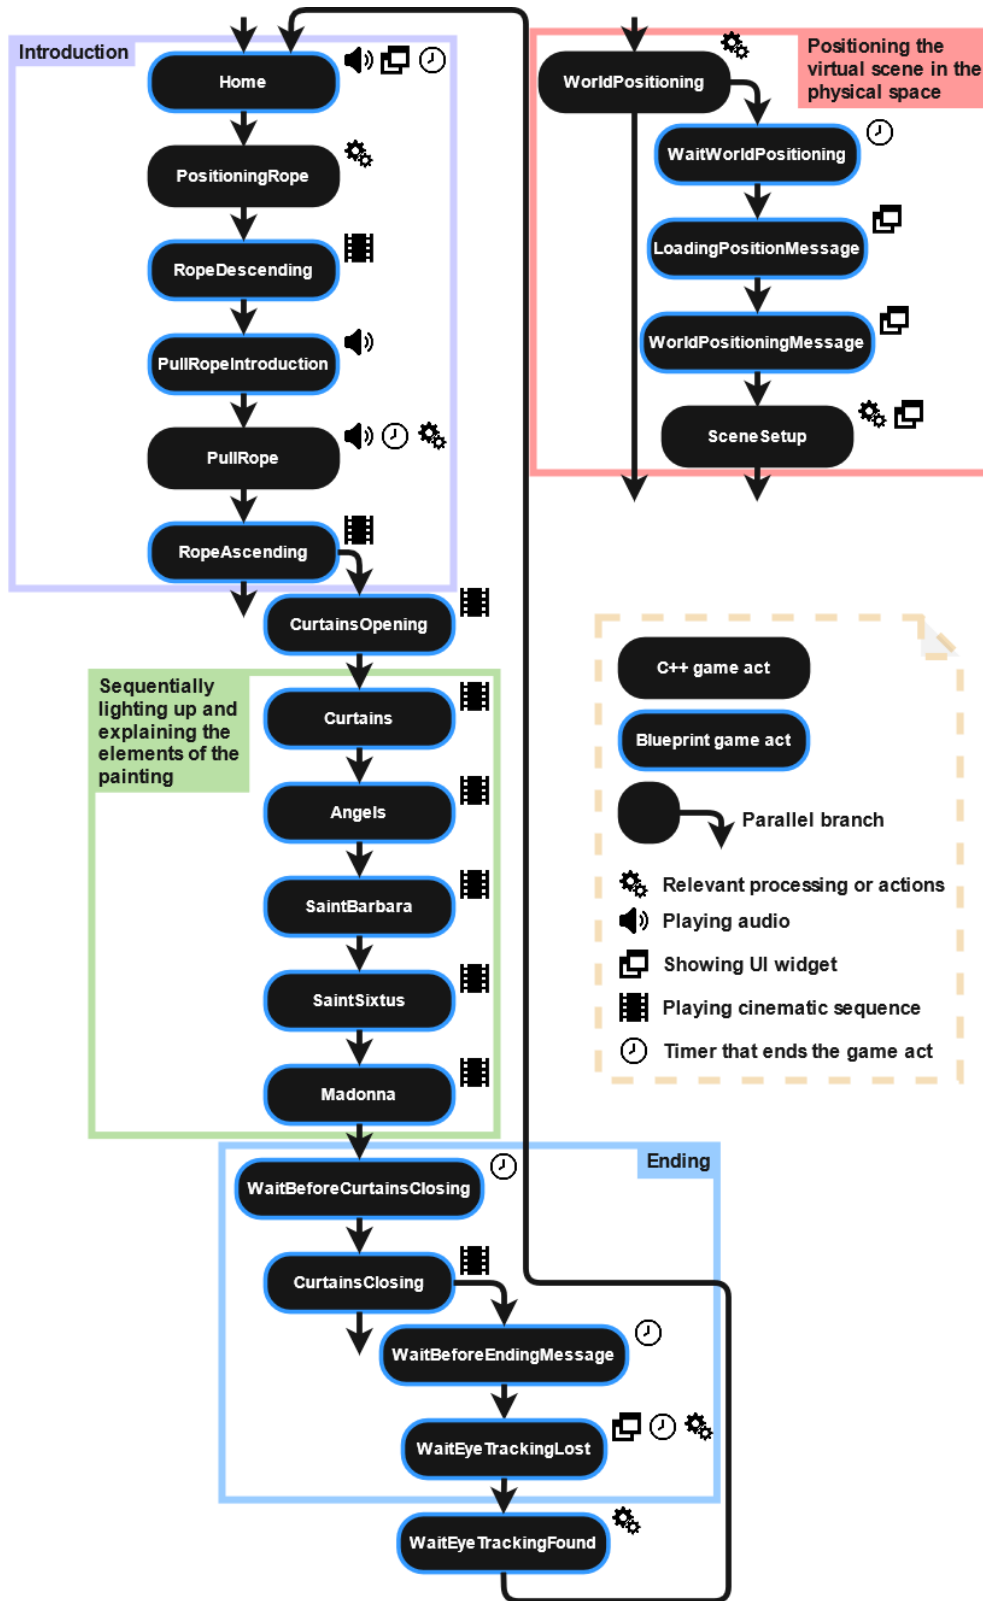 Introduction
Home
PositioningRope
RopeDescending
PullRopeIntroduction
PullRope
RopeAscending
CurtainsOpening
Sequentially
lighting up and
explaining the
elements of the
painting
Curtains
Angels
SaintBarbara
SaintSixtus
Madonna
Ending
WaitBeforeCurtainsClosing
CurtainsClosing
WaitBeforeEndingMessage
WaitEyeTrackingLost
WaitEyeTrackingFound
Positioning the
virtual scene in the
physical space
WorldPositioning
WaitWorldPositioning
LoadingPositionMessage
WorldPositioningMessage
SceneSetup
C++ game act
Blueprint game act
Parallel branch
Relevant processing or actions
Playing audio
Showing UI widget
Playing cinematic sequence
Timer that ends the game act